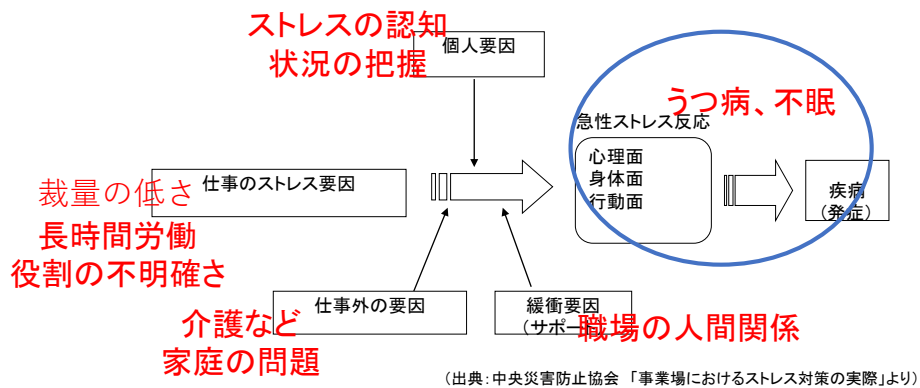 ストレスの認知
状況の把握
個人要因
うつ病、不眠
急性ストレス反応
心理面
身体面
行動面
仕事のストレス要因
裁量の低さ
長時間労働
役割の不明確さ
疾病
(発症)
仕事外の要因
介護など
家庭の問題
緩衝要因
(サポート)
職場の人間関係
(出典:中央災害防止協会 「事業場におけるストレス対策の実際」より)